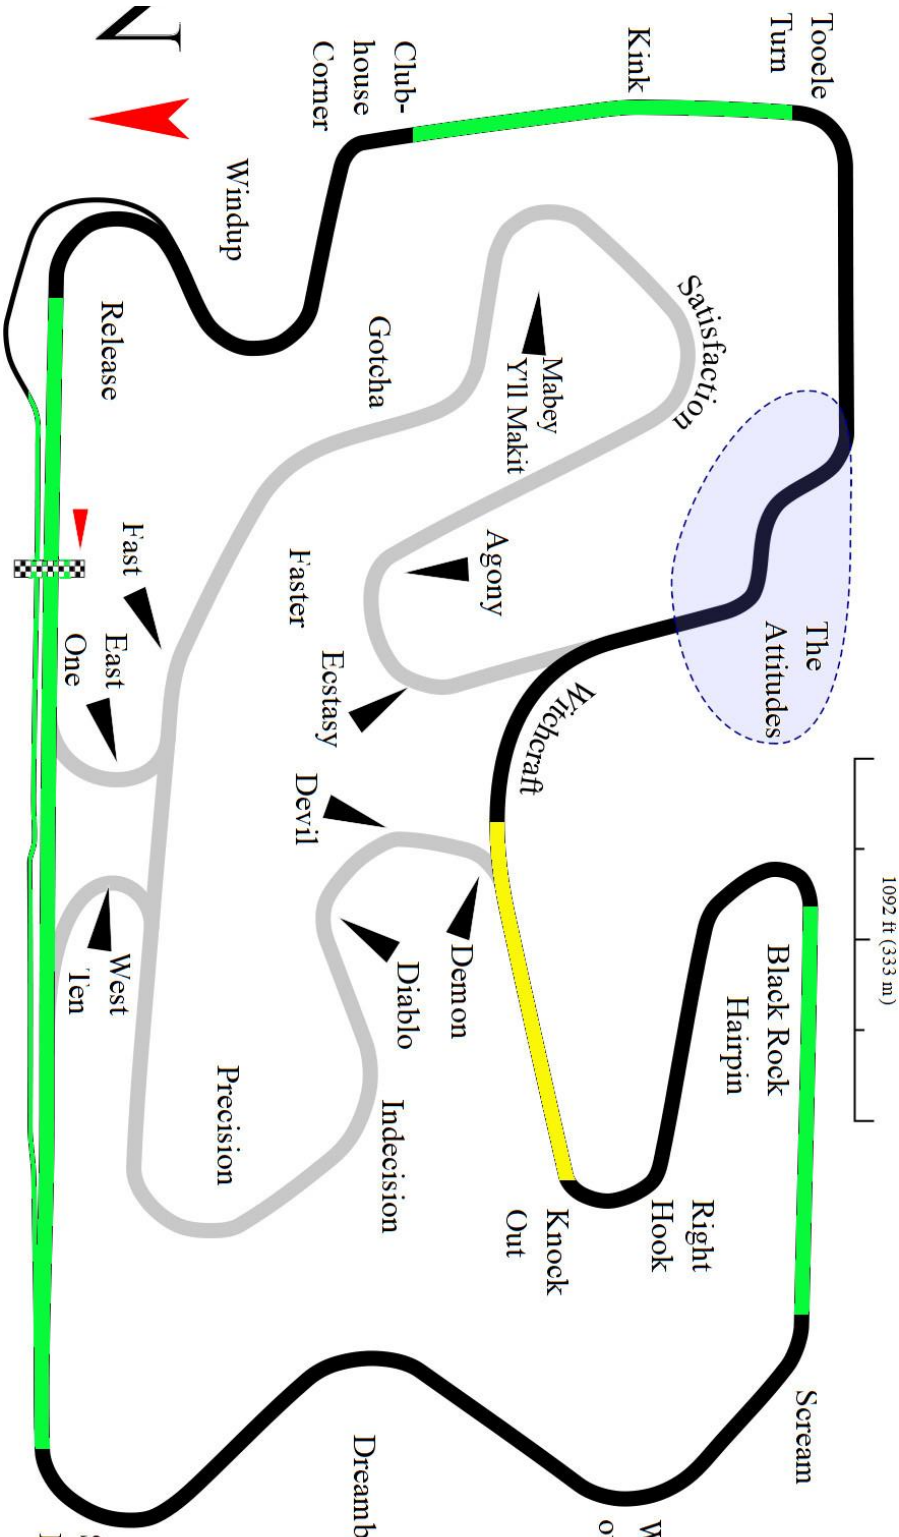 N
Tooele
Turn
Kink
Club-
house
Corner
Windup
Release
Gotcha
Satisfaction
Mabey
Y'll Makit
Agony
Ecstasy
Faster
Fast
East
One
The
Attitudes
Witchcraft
Devil
Demon
Diablo
West
Ten
Precision
Indecision
1092 ft (333 m)
Black Rock
Hairpin
Right
Hook
Knock
Out
Scream
Dreamb
W
o